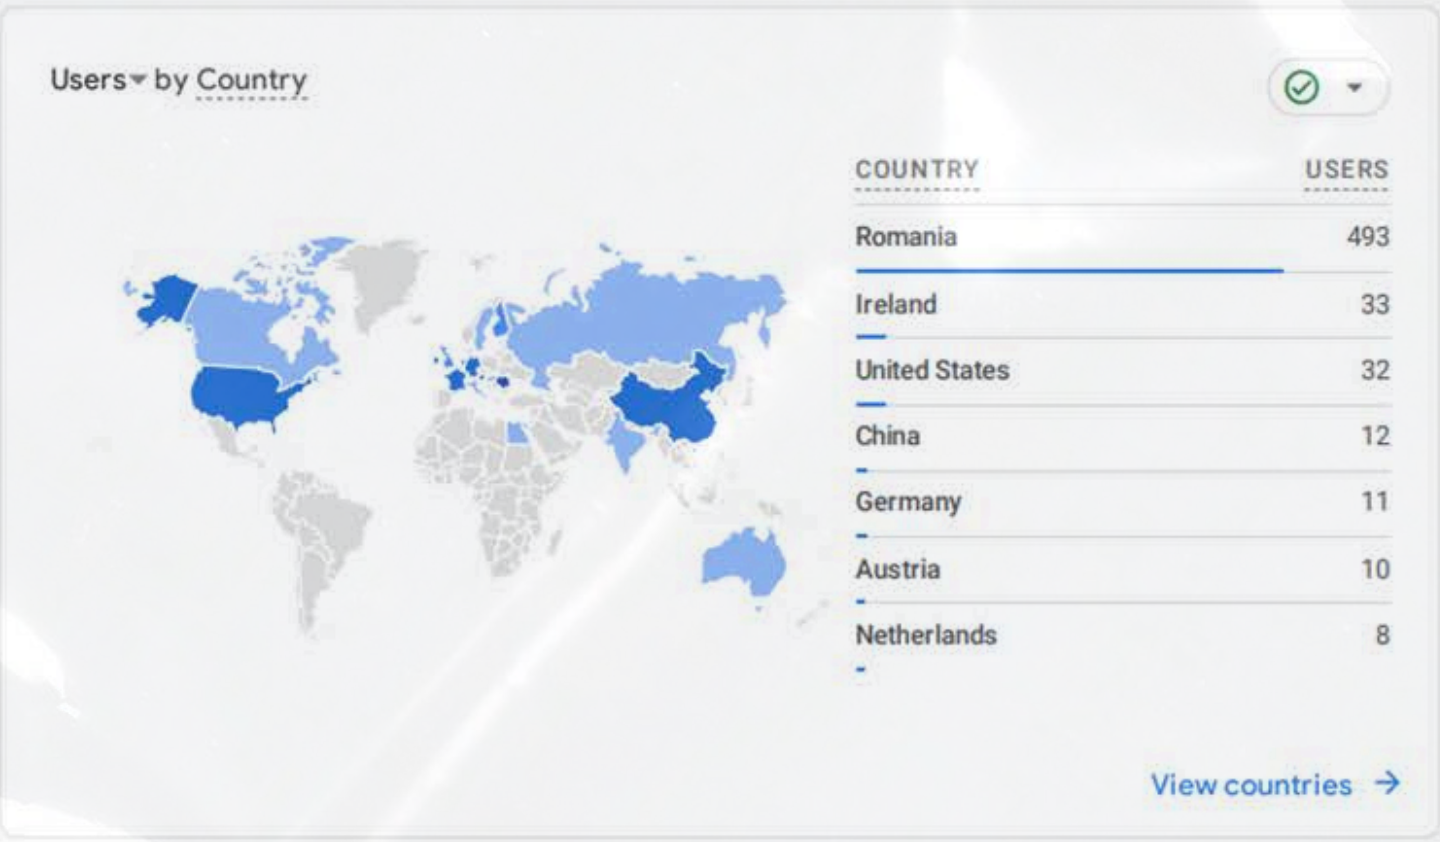 Users by Country
COUNTRY USERS
Romania 493
Ireland 33
United States 32
China 12
Germany 11
Austria 10
Netherlands 8
View countries